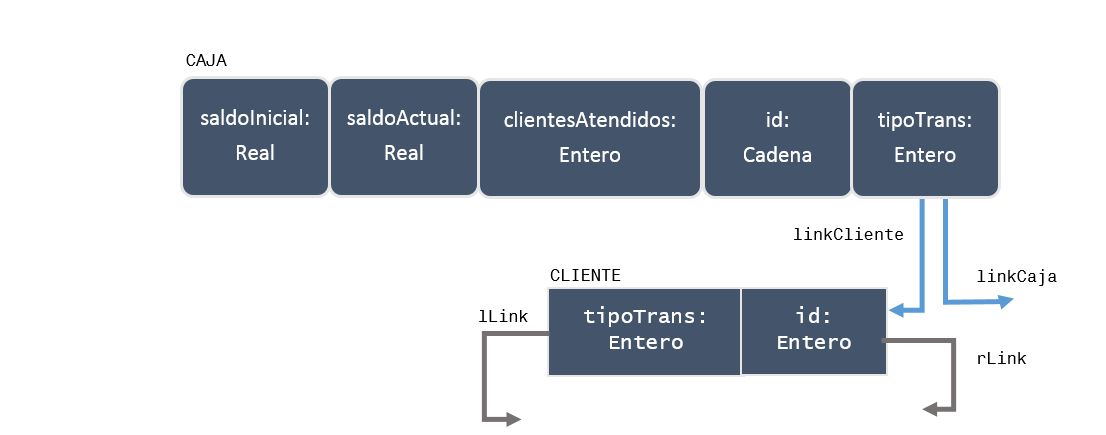 CAJA
saldoInicial:
Real
saldoActual:
Real
clientesAtendidos:
Entero
id:
Cadena
tipoTrans:
Entero
linkCliente
linkCaja
CLIENTE
lLink
tipoTrans:
Entero
id:
Entero
rLink